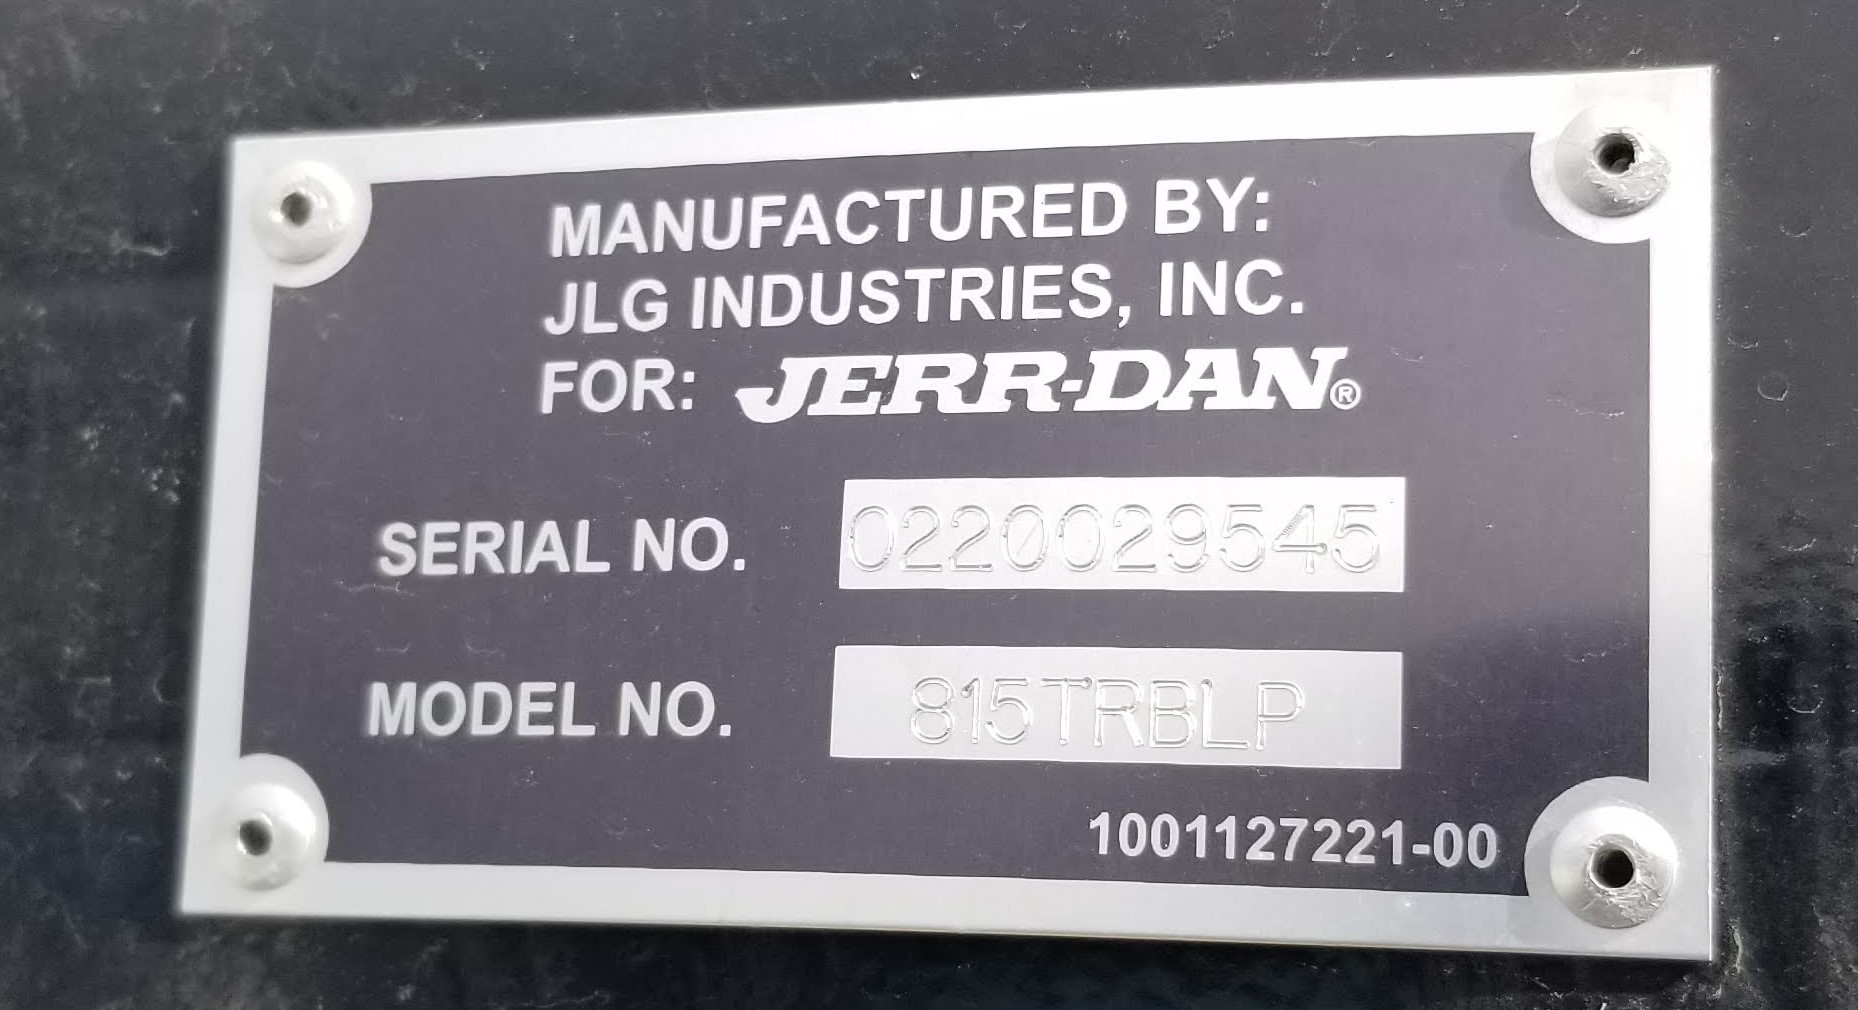 MANUFACTURED BY:
JLG INDUSTRIES, INC.
FOR: JERR-DAN®
SERIAL NO. 0220029545
MODEL NO. 815TRBLP
1001127221-00